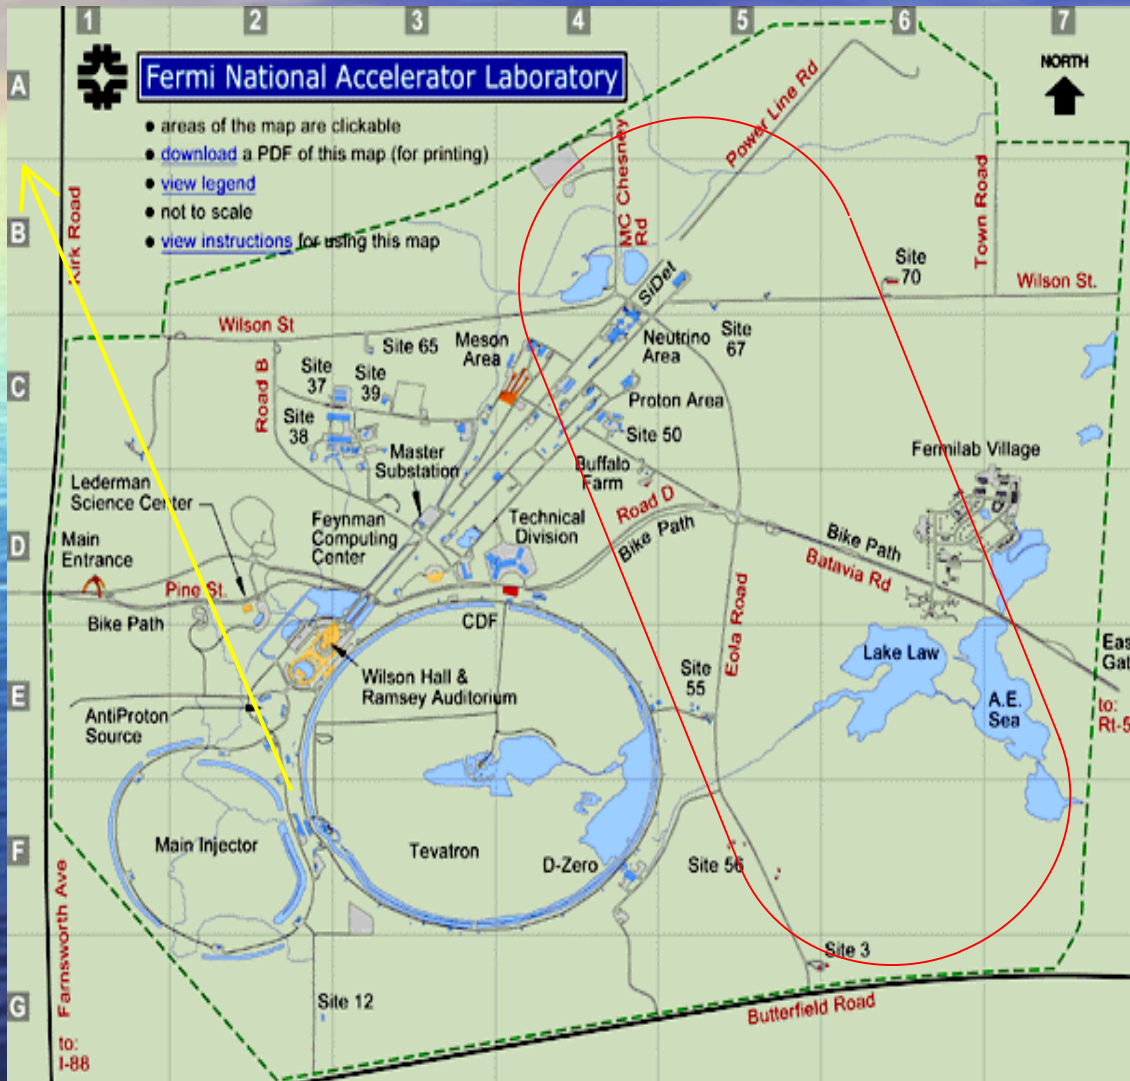 1 2 3 4 5 6 7
A
B
C
D
E
F
G
Fermi National Accelerator Laboratory
NORTH
• areas of the map are clickable
• download a PDF of this map (for printing)
• view legend
• not to scale
• view instructions for using this map
Kirk Road
MC Chesney
Rd
Power Line Rd
Town Road
Site
70
Wilson St.
SiDet
Wilson St
Site 65
Meson
Area
Neutrino
Area
Site
67
Road B
Site
37
Site
39
Site
38
Proton Area
Site 50
Master
Substation
Buffalo
Farm
Fermilab Village
Lederman
Science Center
Road D
Bike Path
Feynman
Computing
Center
Technical
Division
Main
Entrance
Bike Path
Batavia Rd
Pine St.
Bike Path
CDF
Eola Road
Wilson Hall &
Ramsey Auditorium
Site
55
Lake Law
A.E.
Sea
Eas
Gat
to:
Rt-5
AntiProton
Source
Main Injector
Tevatron
D-Zero
Site 56
Farnsworth Ave
Site 3
Site 12
Butterfield Road
to:
I-88